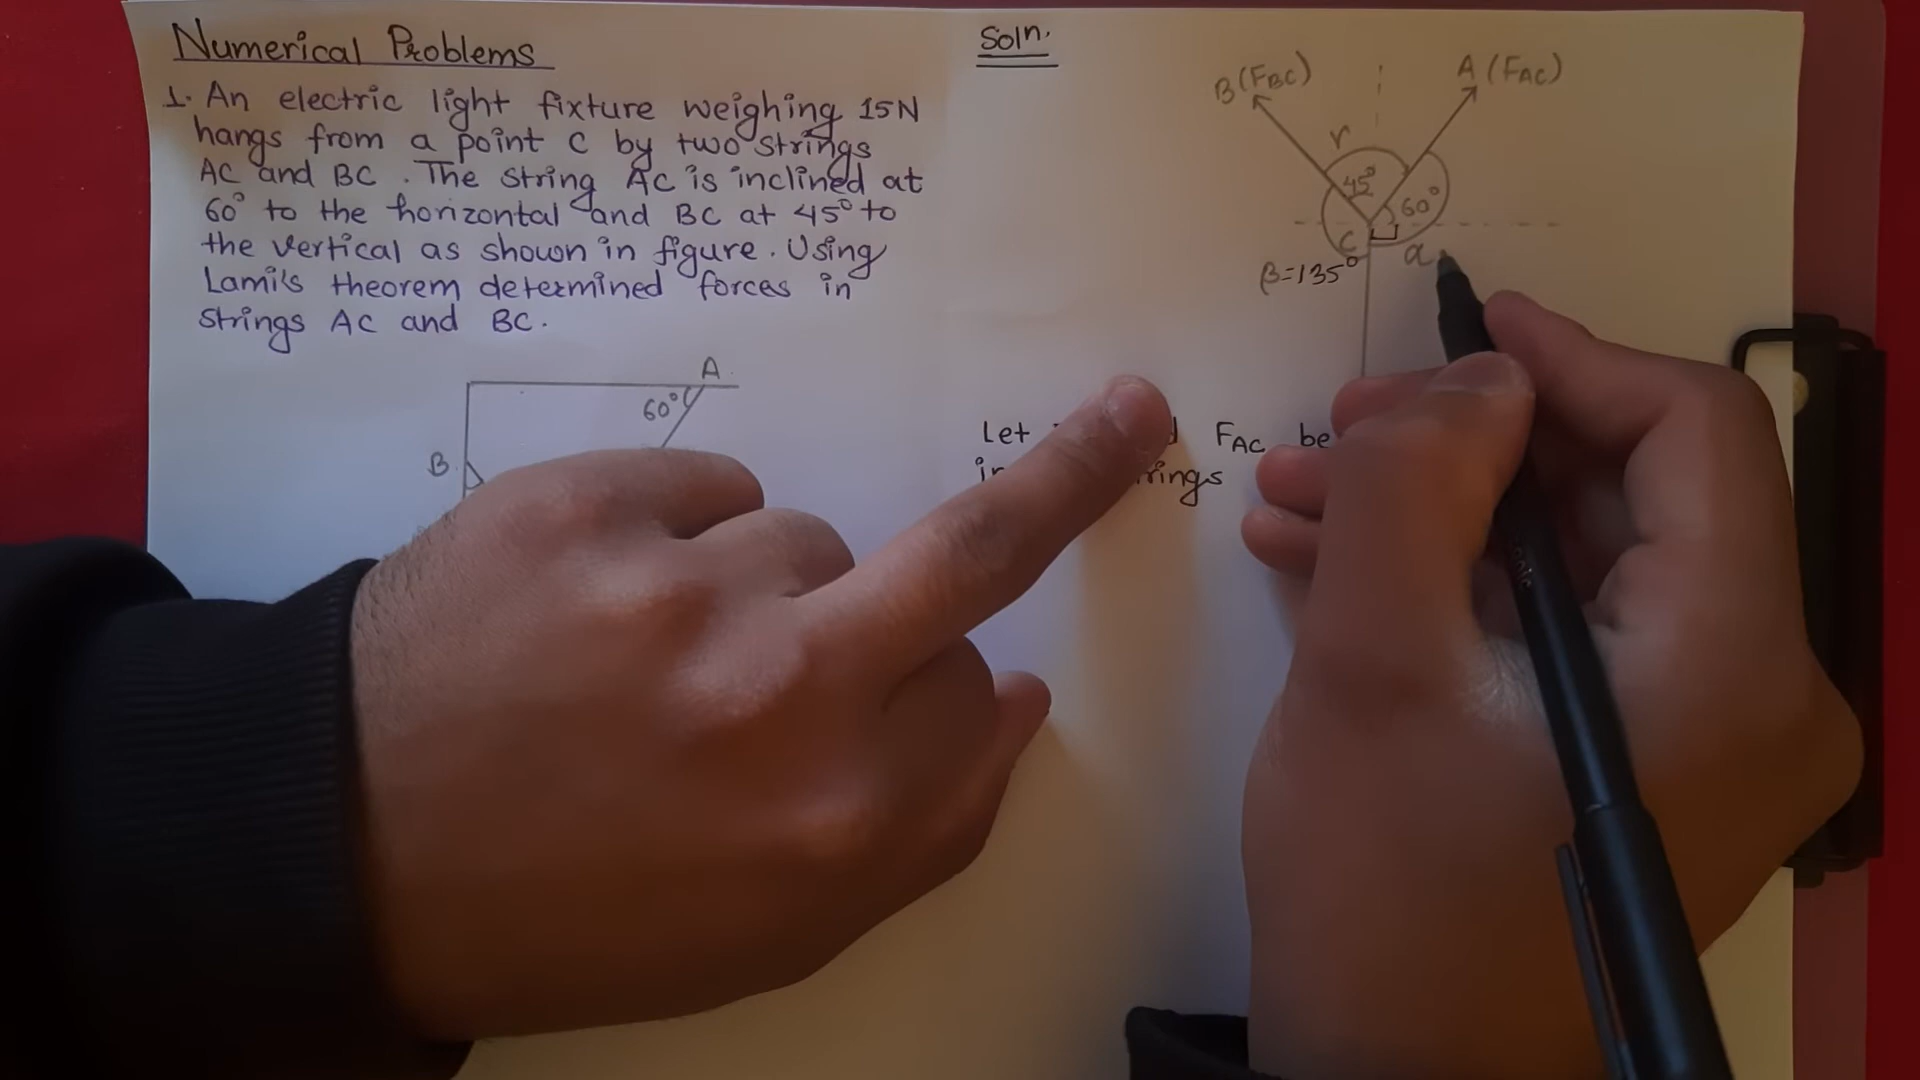 Numerical Problems
1. An electric light fixture weighing 15N
hangs from a point C by two strings
AC and BC. The string AC is inclined at
60° to the horizontal and BC at 45° to
the vertical as shown in figure. Using
Lami's theorem determined forces in
strings AC and BC.
A
60°
B
Soln.
B (FBC)
A (FAC)
r
45°
60°
C
α
β=135°
Let
FAC be